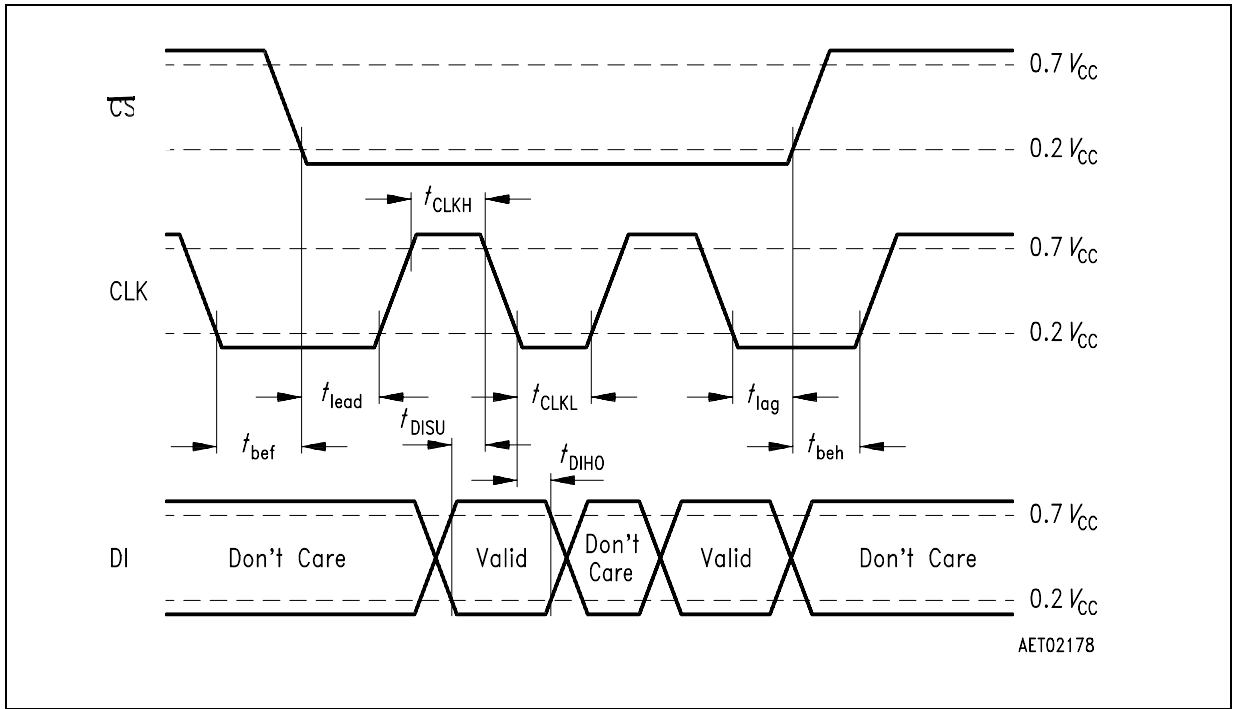 0.7 VCC
CS
0.2 VCC
tCLKH
0.7 VCC
CLK
0.2 VCC
tlead
tCLKL
tlag
tDISU
tbef
tbeh
tDIHO
0.7 VCC
DI
Don't Care
Valid
Don't
Care
Valid
Don't Care
0.2 VCC
AET02178